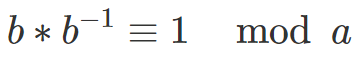 b * b⁻¹ ≡ 1 mod a